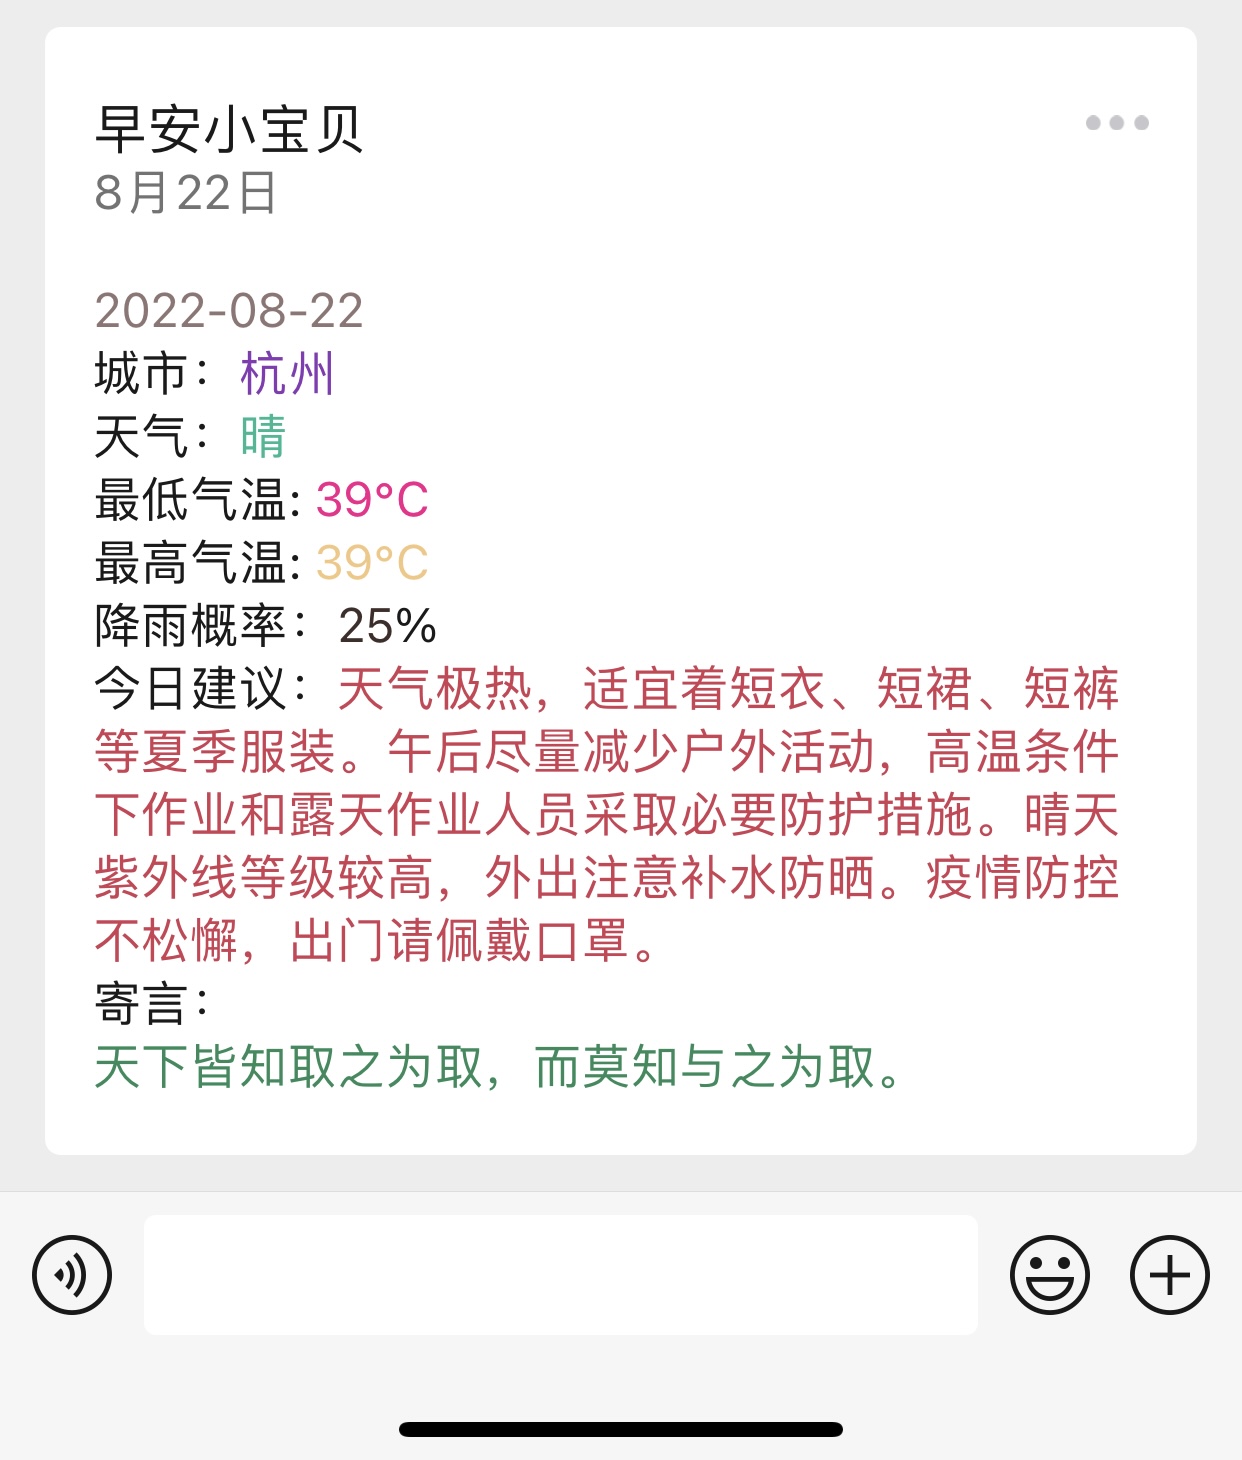 早安小宝贝
8月22日
2022-08-22
城市：杭州
天气：晴
最低气温: 39°C
最高气温: 39°C
降雨概率：25%
今日建议：天气极热，适宜着短衣、短裙、短裤
等夏季服装。午后尽量减少户外活动，高温条件
下作业和露天作业人员采取必要防护措施。晴天
紫外线等级较高，外出注意补水防晒。疫情防控
不松懈，出门请佩戴口罩。
寄言：
天下皆知取之为取，而莫知与之为取。